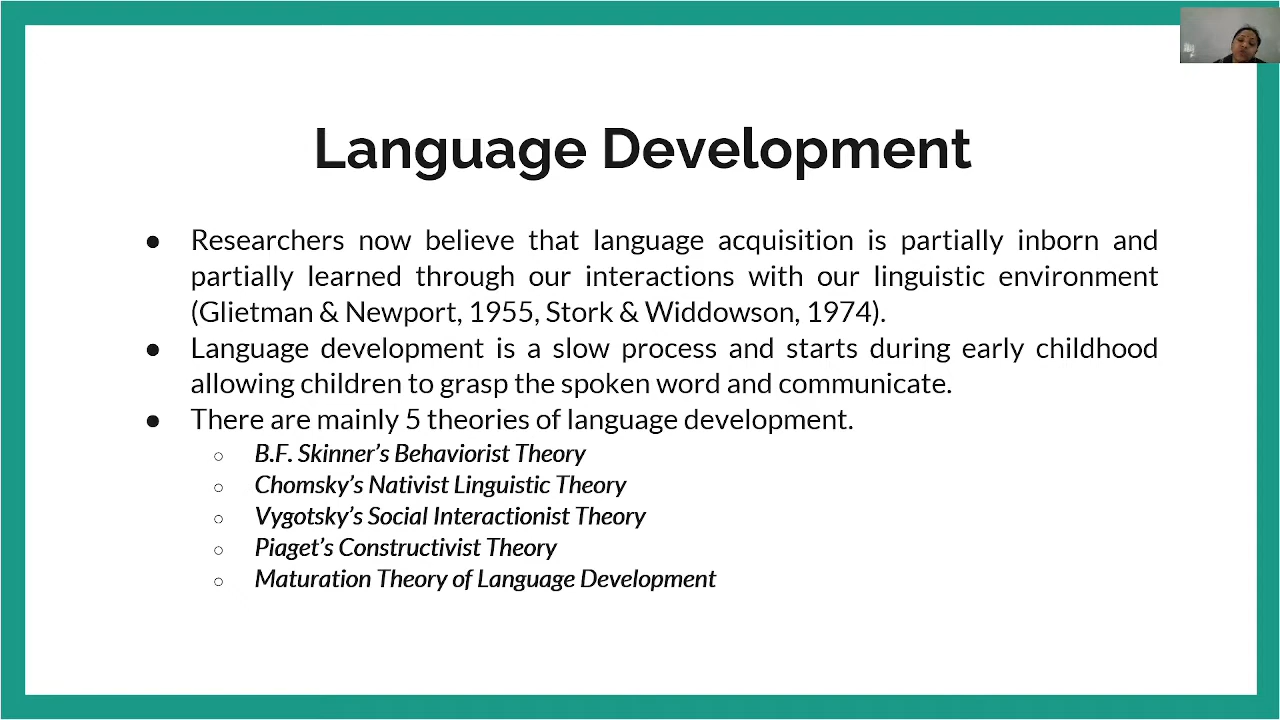 Language Development
● Researchers now believe that language acquisition is partially inborn and
partially learned through our interactions with our linguistic environment
(Glietman & Newport, 1955, Stork & Widdowson, 1974).
● Language development is a slow process and starts during early childhood
allowing children to grasp the spoken word and communicate.
● There are mainly 5 theories of language development.
○ B.F. Skinner’s Behaviorist Theory
○ Chomsky’s Nativist Linguistic Theory
○ Vygotsky’s Social Interactionist Theory
○ Piaget’s Constructivist Theory
○ Maturation Theory of Language Development